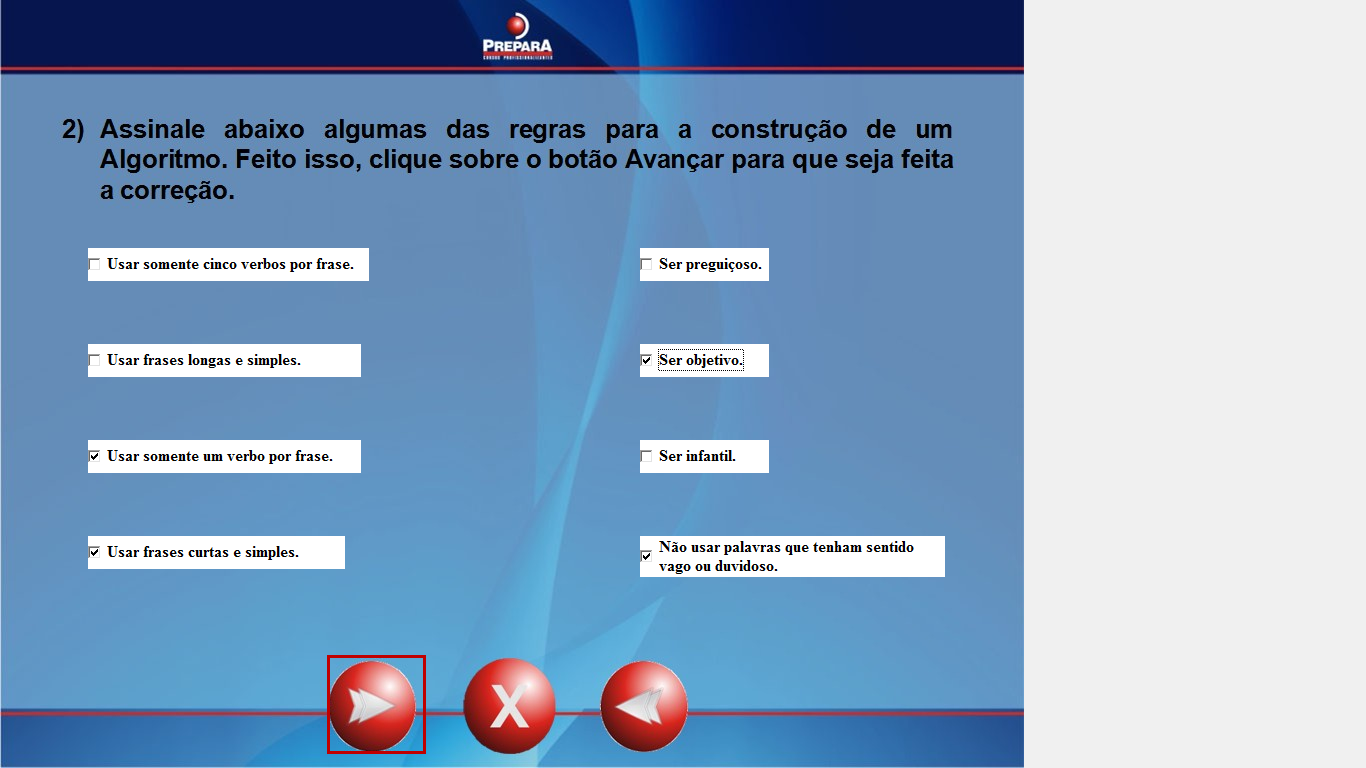 PREPARA
CURSOS PROFISSIONALIZANTES
2) Assinale abaixo algumas das regras para a construção de um
Algoritmo. Feito isso, clique sobre o botão Avançar para que seja feita
a correção.
Usar somente cinco verbos por frase.
Ser preguiçoso.
Usar frases longas e simples.
Ser objetivo.
Usar somente um verbo por frase.
Ser infantil.
Usar frases curtas e simples.
Não usar palavras que tenham sentido
vago ou duvidoso.
X